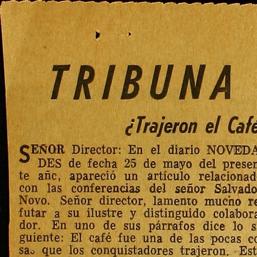 TRIBUNA
¿Trajeron el Café
SEÑOR Director: En el diario NOVEDA
DES de fecha 25 de mayo del presen
te añc, apareció un artículo relacionad
con las conferencias del señor Salvado
Novo. Señor director, lamento mucho re
futar a su ilustre y distinguido colabora
dor. En uno de sus párrafos dice lo s
guiente: El café fue una de las pocas co
sa que los conquistadores trajeron. Est